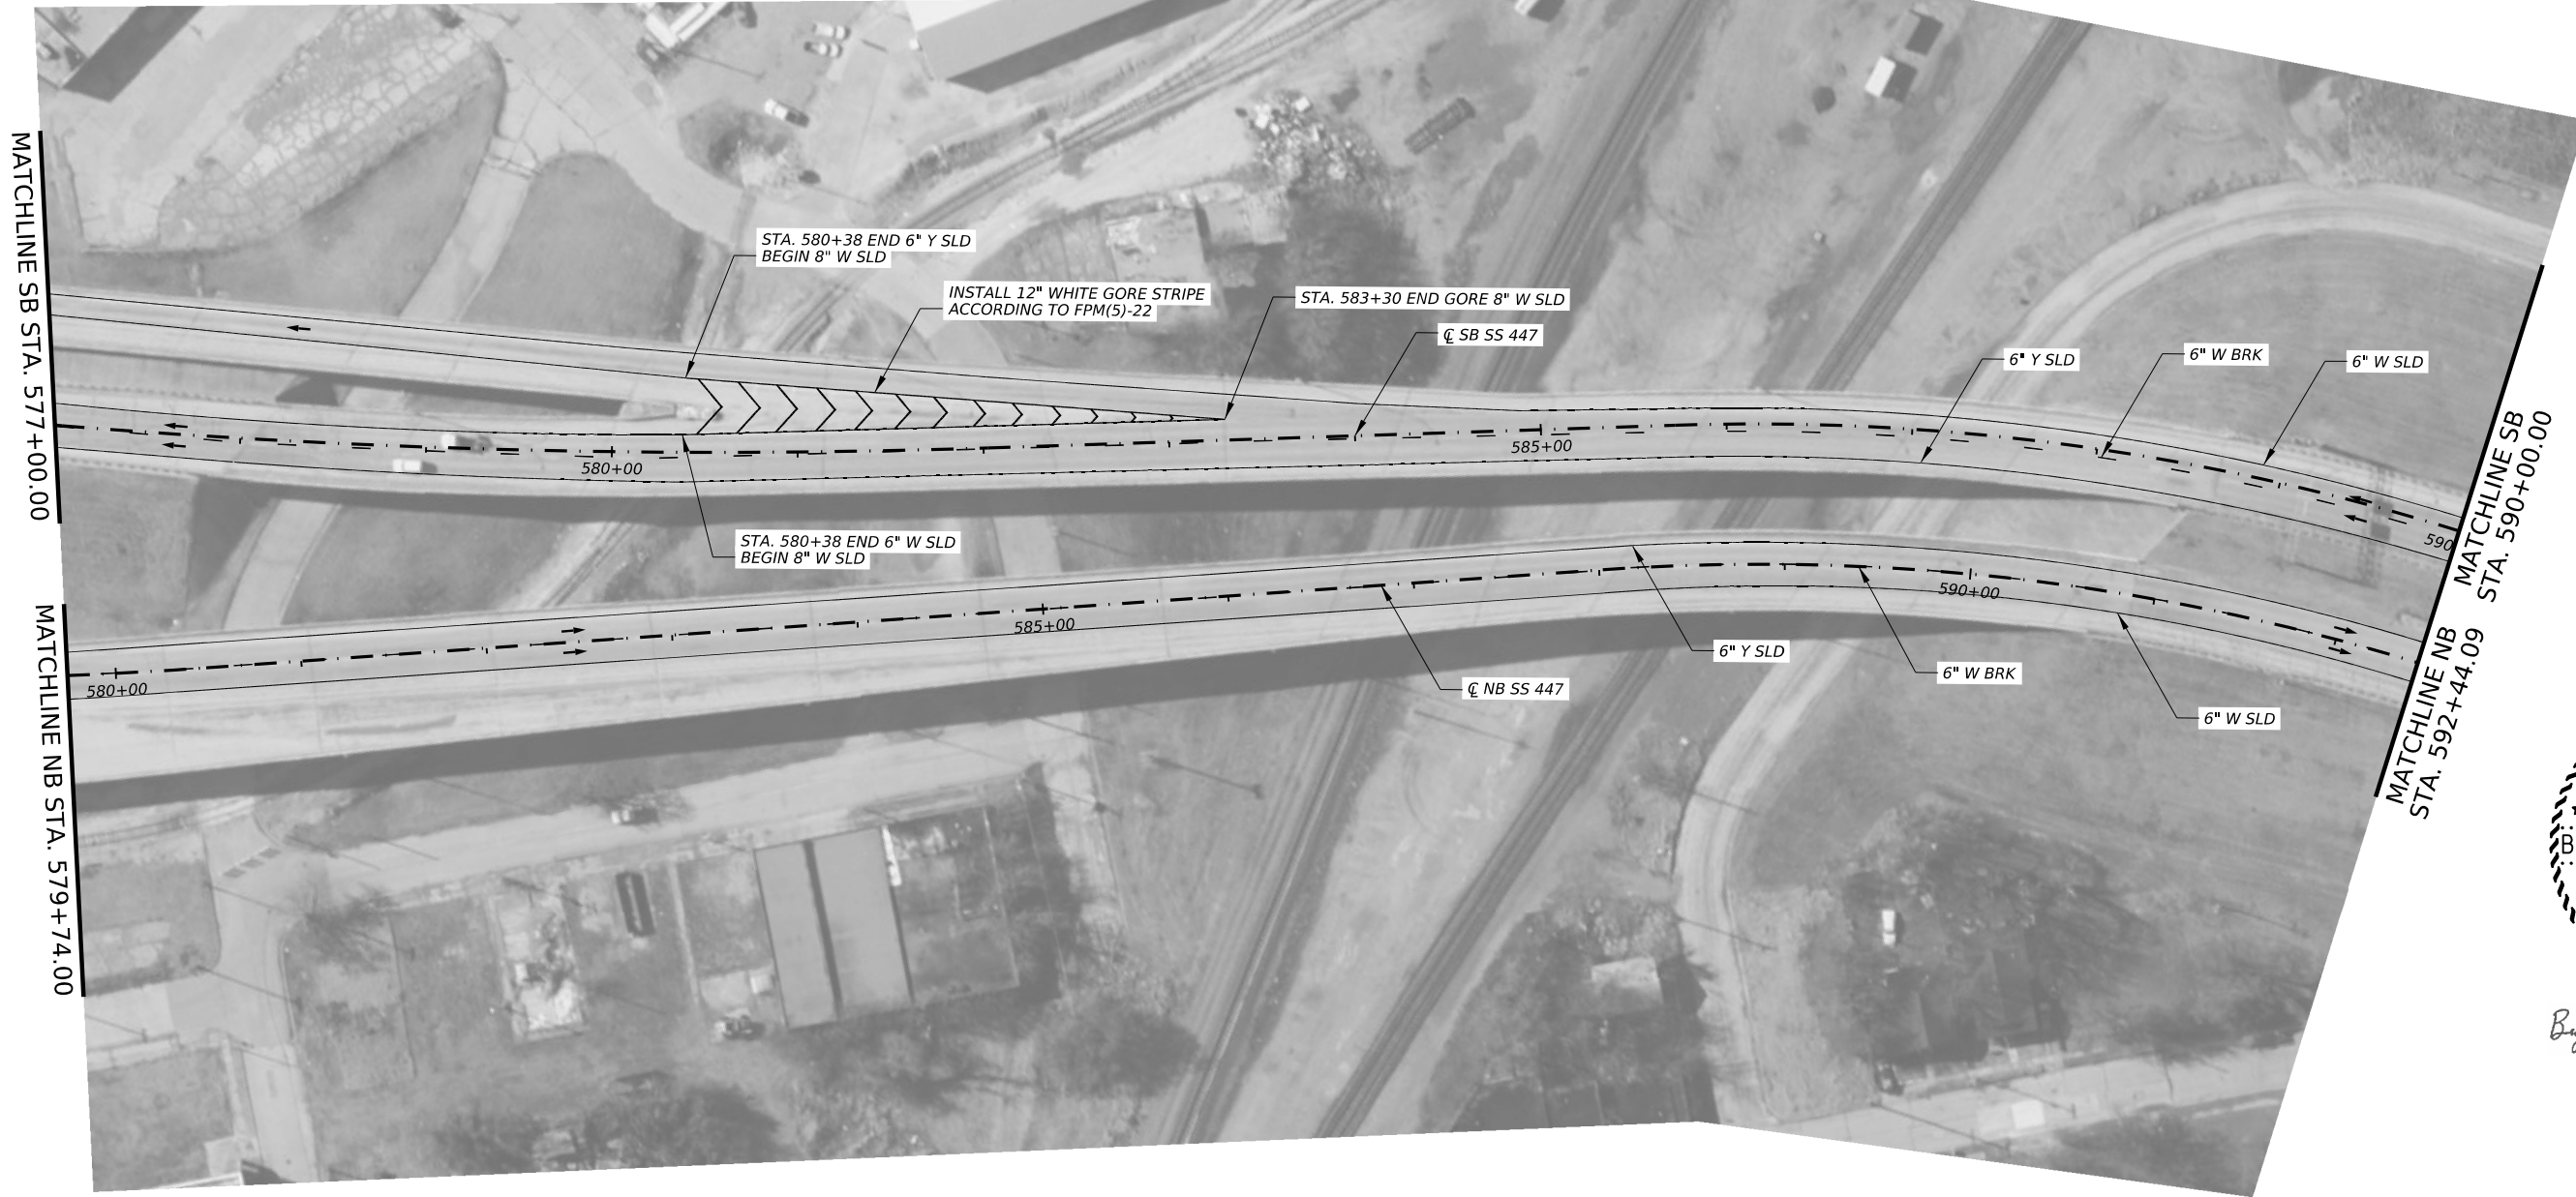 MATCHLINE SB STA. 577+00.00
MATCHLINE NB STA. 579+74.00
STA. 580+38 END 6" Y SLD
BEGIN 8" W SLD
INSTALL 12" WHITE GORE STRIPE
ACCORDING TO FPM(5)-22
STA. 583+30 END GORE 8" W SLD
℄ SB SS 447
6" Y SLD
6" W BRK
6" W SLD
580+00
585+00
590
STA. 580+38 END 6" W SLD
BEGIN 8" W SLD
580+00
585+00
590+00
℄ NB SS 447
6" Y SLD
6" W BRK
6" W SLD
MATCHLINE SB
STA. 590+00.00
MATCHLINE NB
STA. 592+44.09